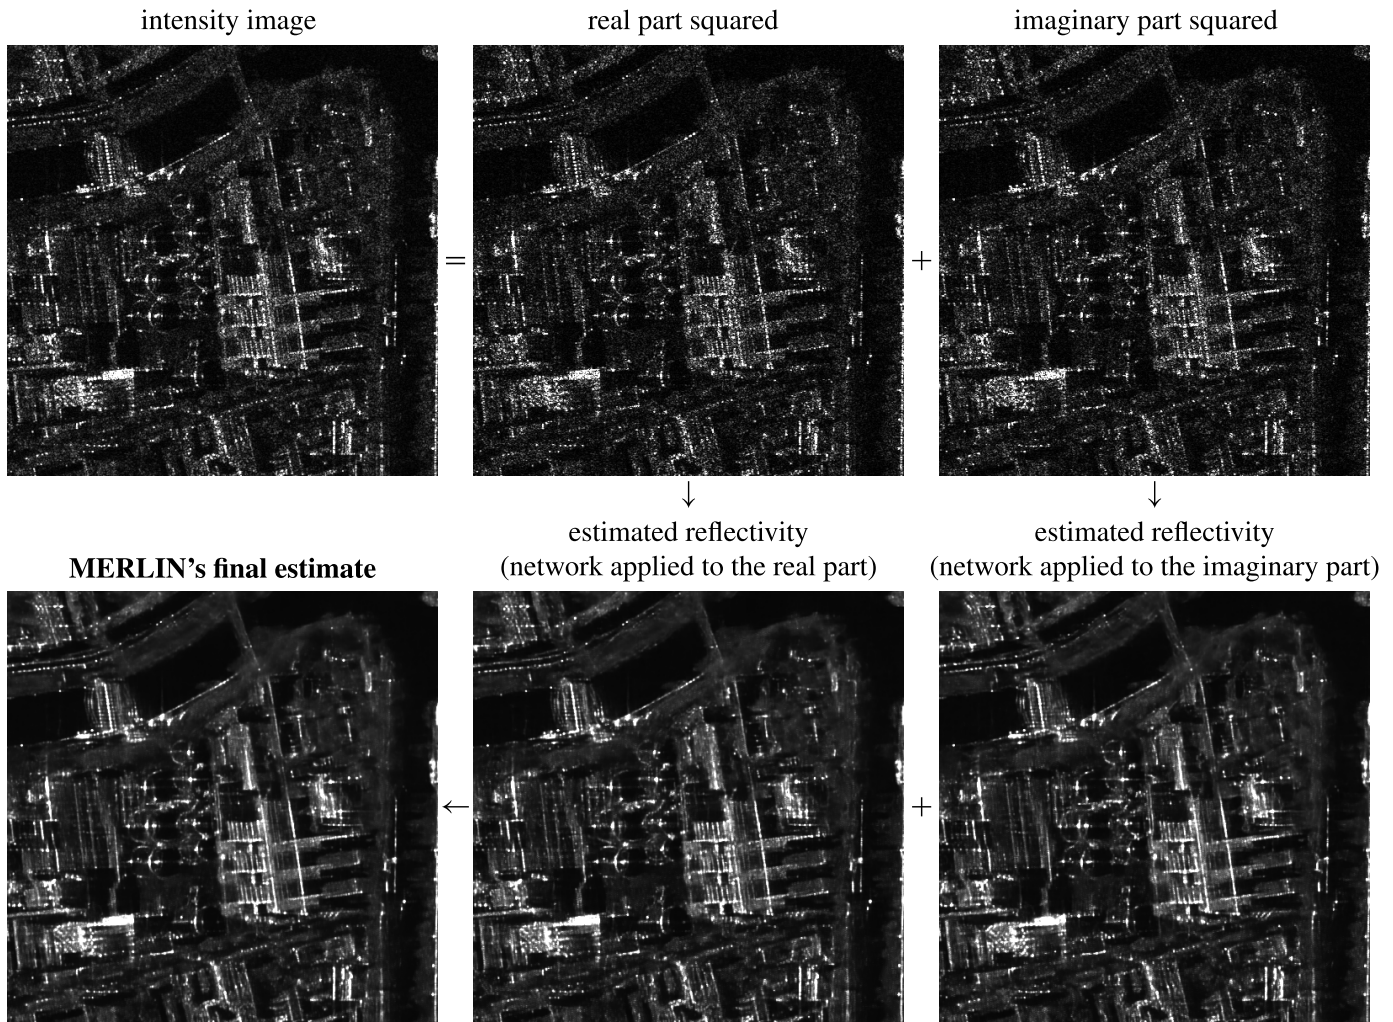 intensity image
real part squared
imaginary part squared
=
+
↓
↓
estimated reflectivity
(network applied to the real part)
estimated reflectivity
(network applied to the imaginary part)
MERLIN's final estimate
←
+